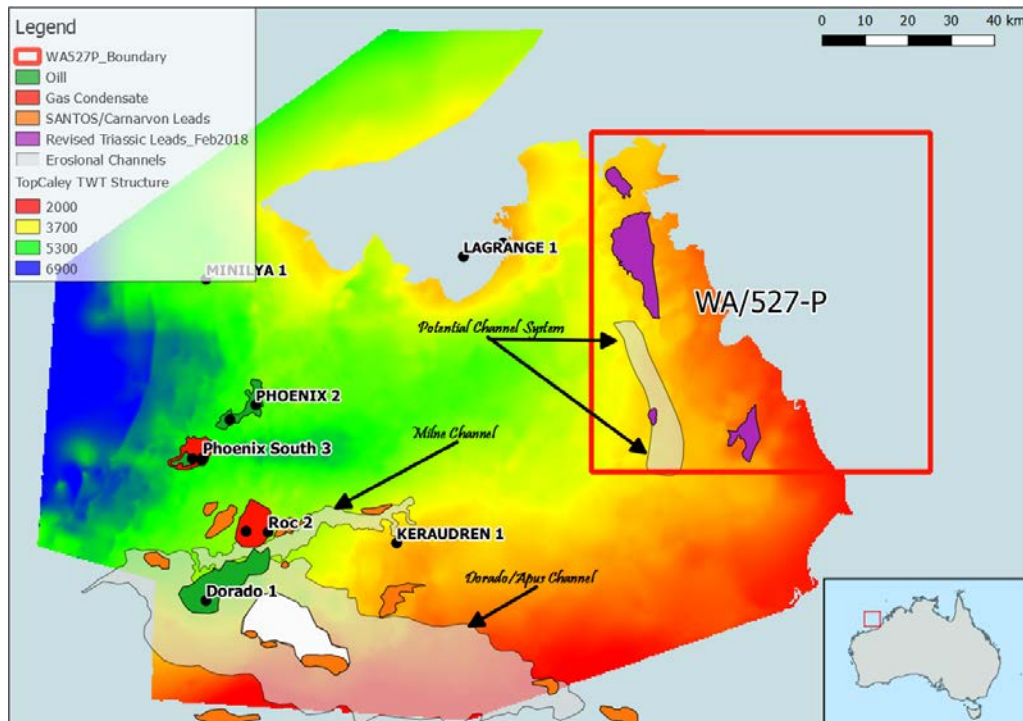 Legend
WA527P_Boundary
Oill
Gas Condensate
SANTOS/Carnarvon Leads
Revised Triassic Leads_Feb2018
Erosional Channels
TopCaley TWT Structure
2000
3700
5300
6900
0 10 20 30 40 km
LAGRANGE 1
MINILYA 1
WA/527-P
Potential Channel System
PHOENIX 2
Milne Channel
Phoenix South 3
Roc 2
KERAUDREN 1
Dorado/Apus Channel
Dorado 1